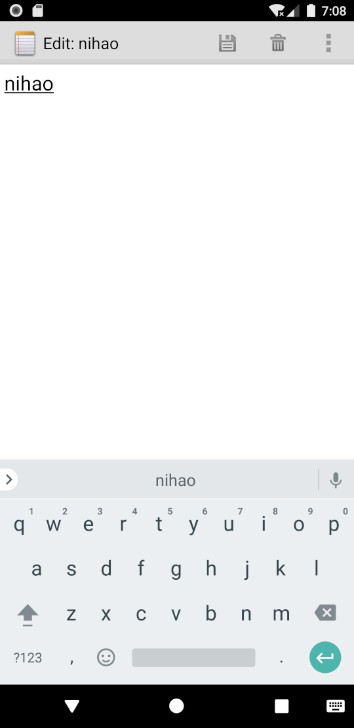 7:08
Edit: nihao
nihao
nihao
1 2 3 4 5 6 7 8 9 0
q w e r t y u i o p
a s d f g h j k l
z x c v b n m
?123 , .